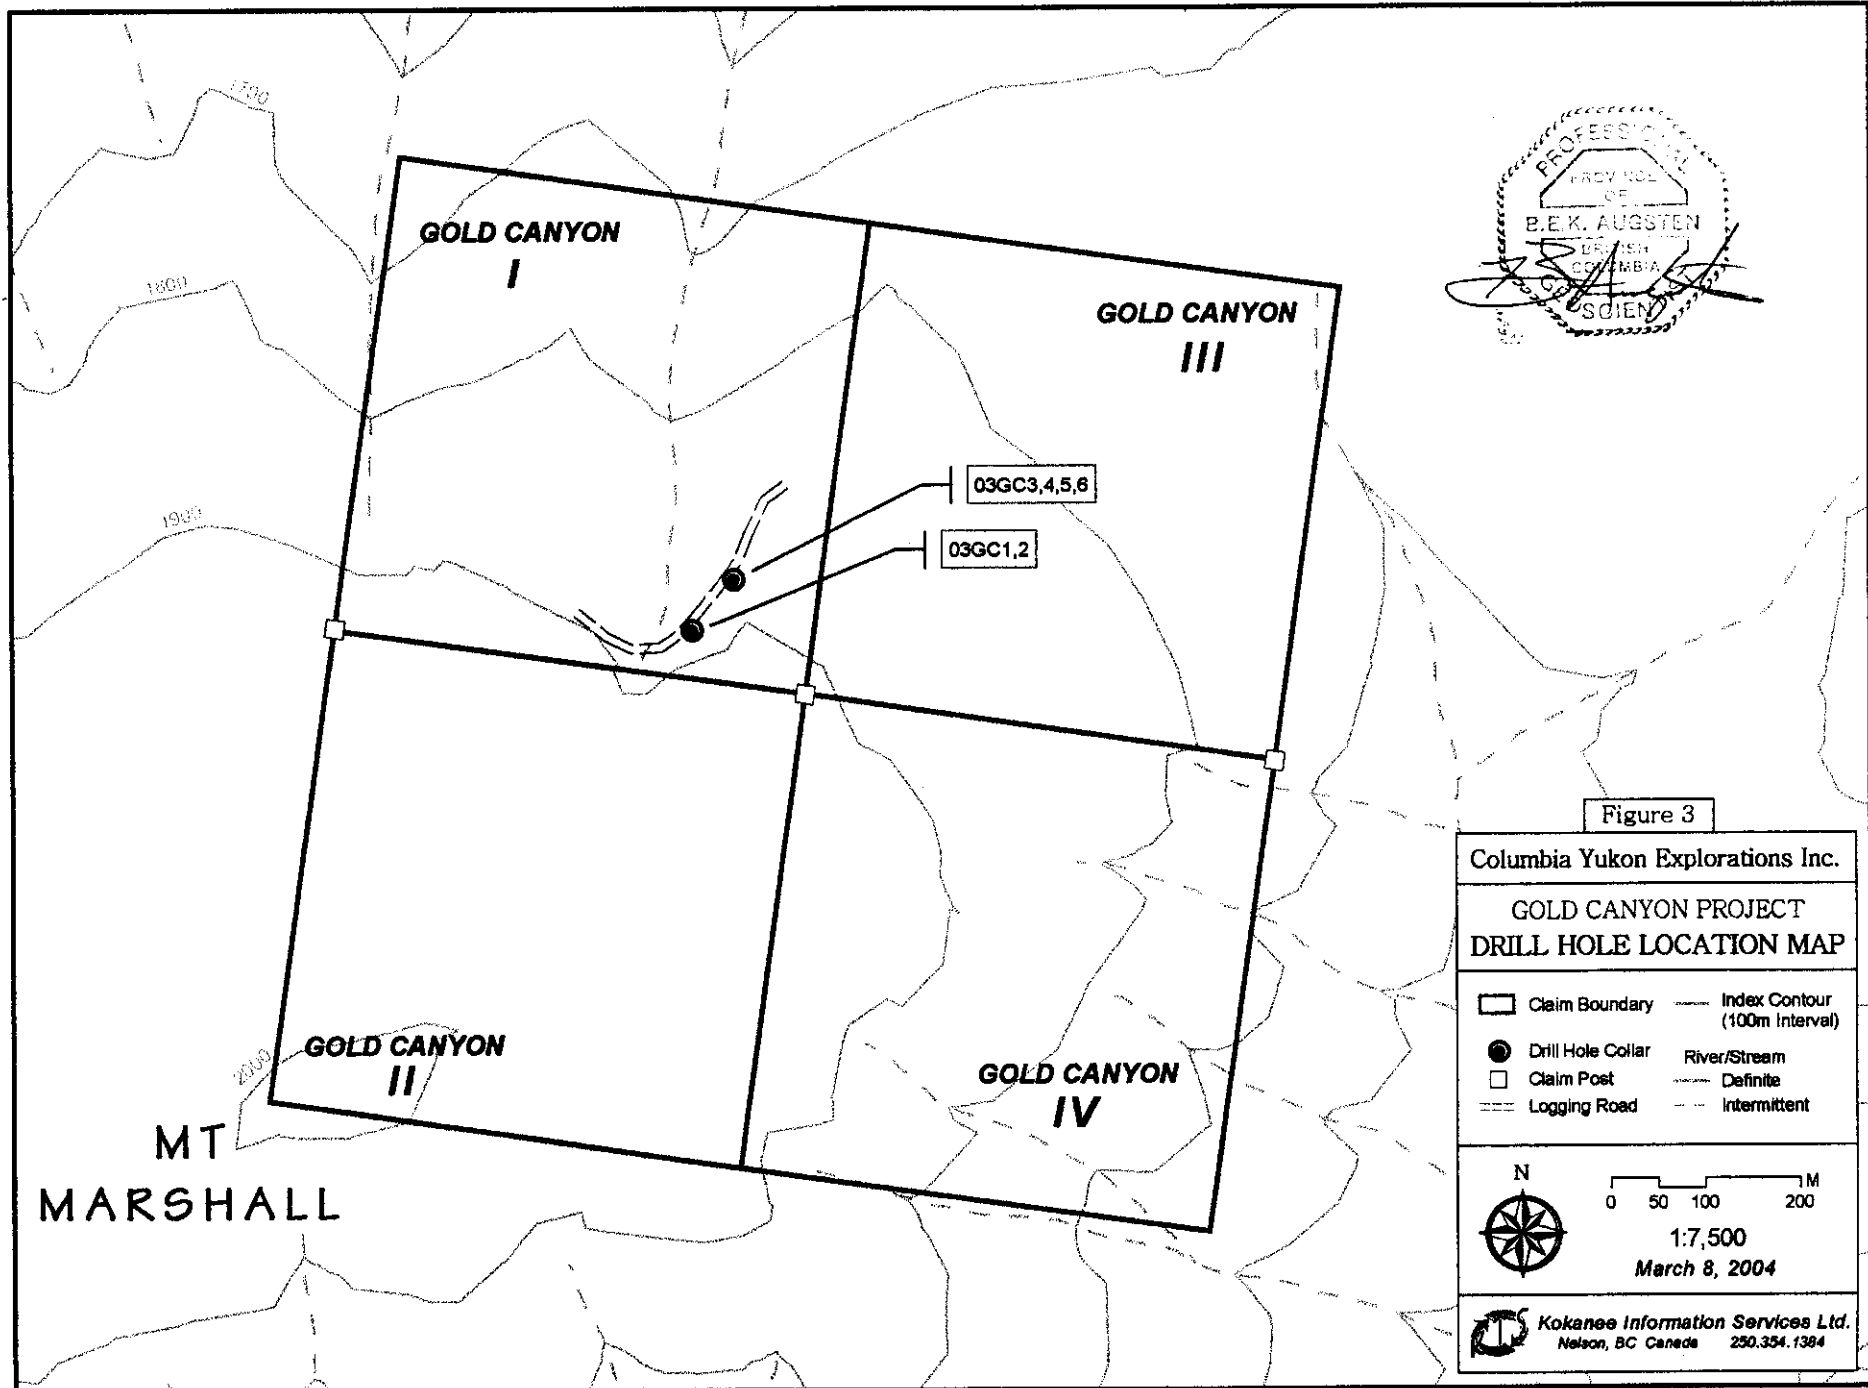 1700
PROFESSIONAL
PROVINCE
OF
B.E.K. AUGSTEN
BRITISH
COLUMBIA
GEOSCIENTIST
GOLD CANYON
I
1800
GOLD CANYON
III
03GC3,4,5,6
1900
03GC1,2
Figure 3
Columbia Yukon Explorations Inc.
GOLD CANYON PROJECT
DRILL HOLE LOCATION MAP
Claim Boundary
Index Contour
(100m Interval)
Drill Hole Collar
River/Stream
Claim Post
Definite
Logging Road
Intermittent
2000
GOLD CANYON
II
GOLD CANYON
IV
MT
MARSHALL
N
M
0 50 100 200
1:7,500
March 8, 2004
Kokanee Information Services Ltd.
Nelson, BC Canada 250.354.1384